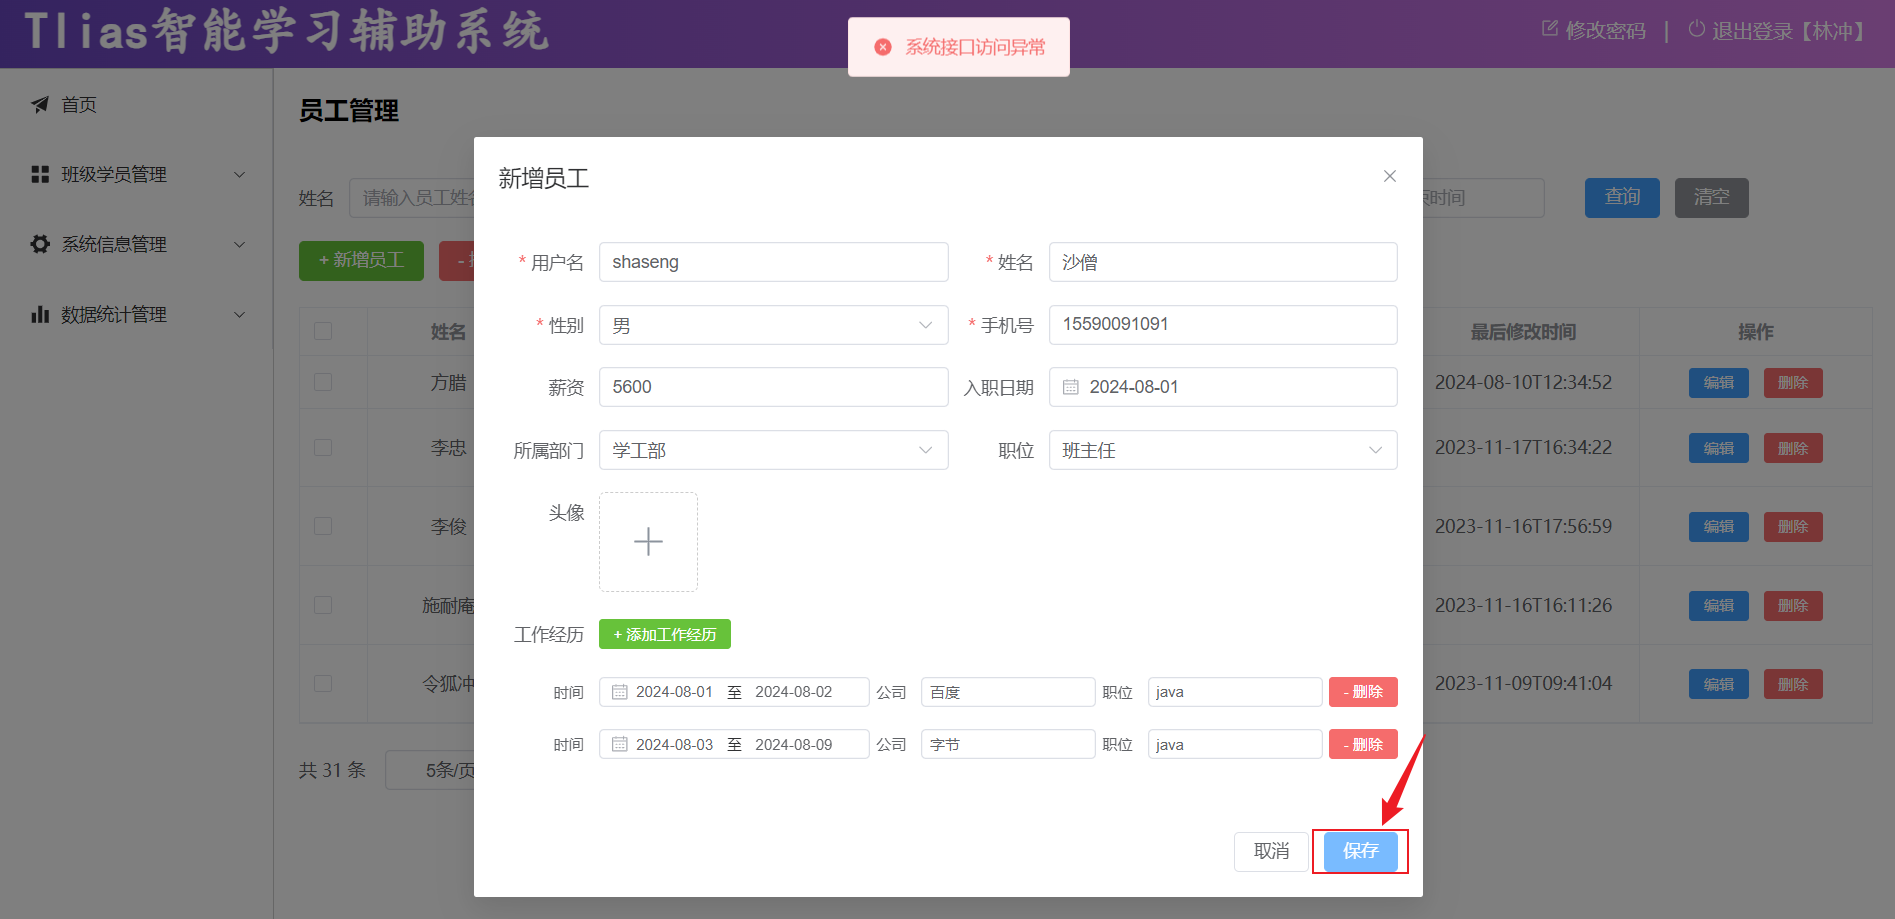 Tlias智能学习辅助系统
系统接口访问异常
修改密码 | 退出登录【林冲】
首页
班级学员管理
系统信息管理
数据统计管理
员工管理
姓名 请输入员工姓名
束时间 查询 清空
+ 新增员工
姓名 最后修改时间 操作
方腊 2024-08-10T12:34:52 编辑 删除
李忠 2023-11-17T16:34:22 编辑 删除
李俊 2023-11-16T17:56:59 编辑 删除
施耐庵 2023-11-16T16:11:26 编辑 删除
令狐冲 2023-11-09T09:41:04 编辑 删除
共 31 条 5条/页
新增员工
* 用户名 shaseng * 姓名 沙僧
* 性别 男 * 手机号 15590091091
薪资 5600 入职日期 2024-08-01
所属部门 学工部 职位 班主任
头像
工作经历 + 添加工作经历
时间 2024-08-01 至 2024-08-02 公司 百度 职位 java - 删除
时间 2024-08-03 至 2024-08-09 公司 字节 职位 java - 删除
取消 保存